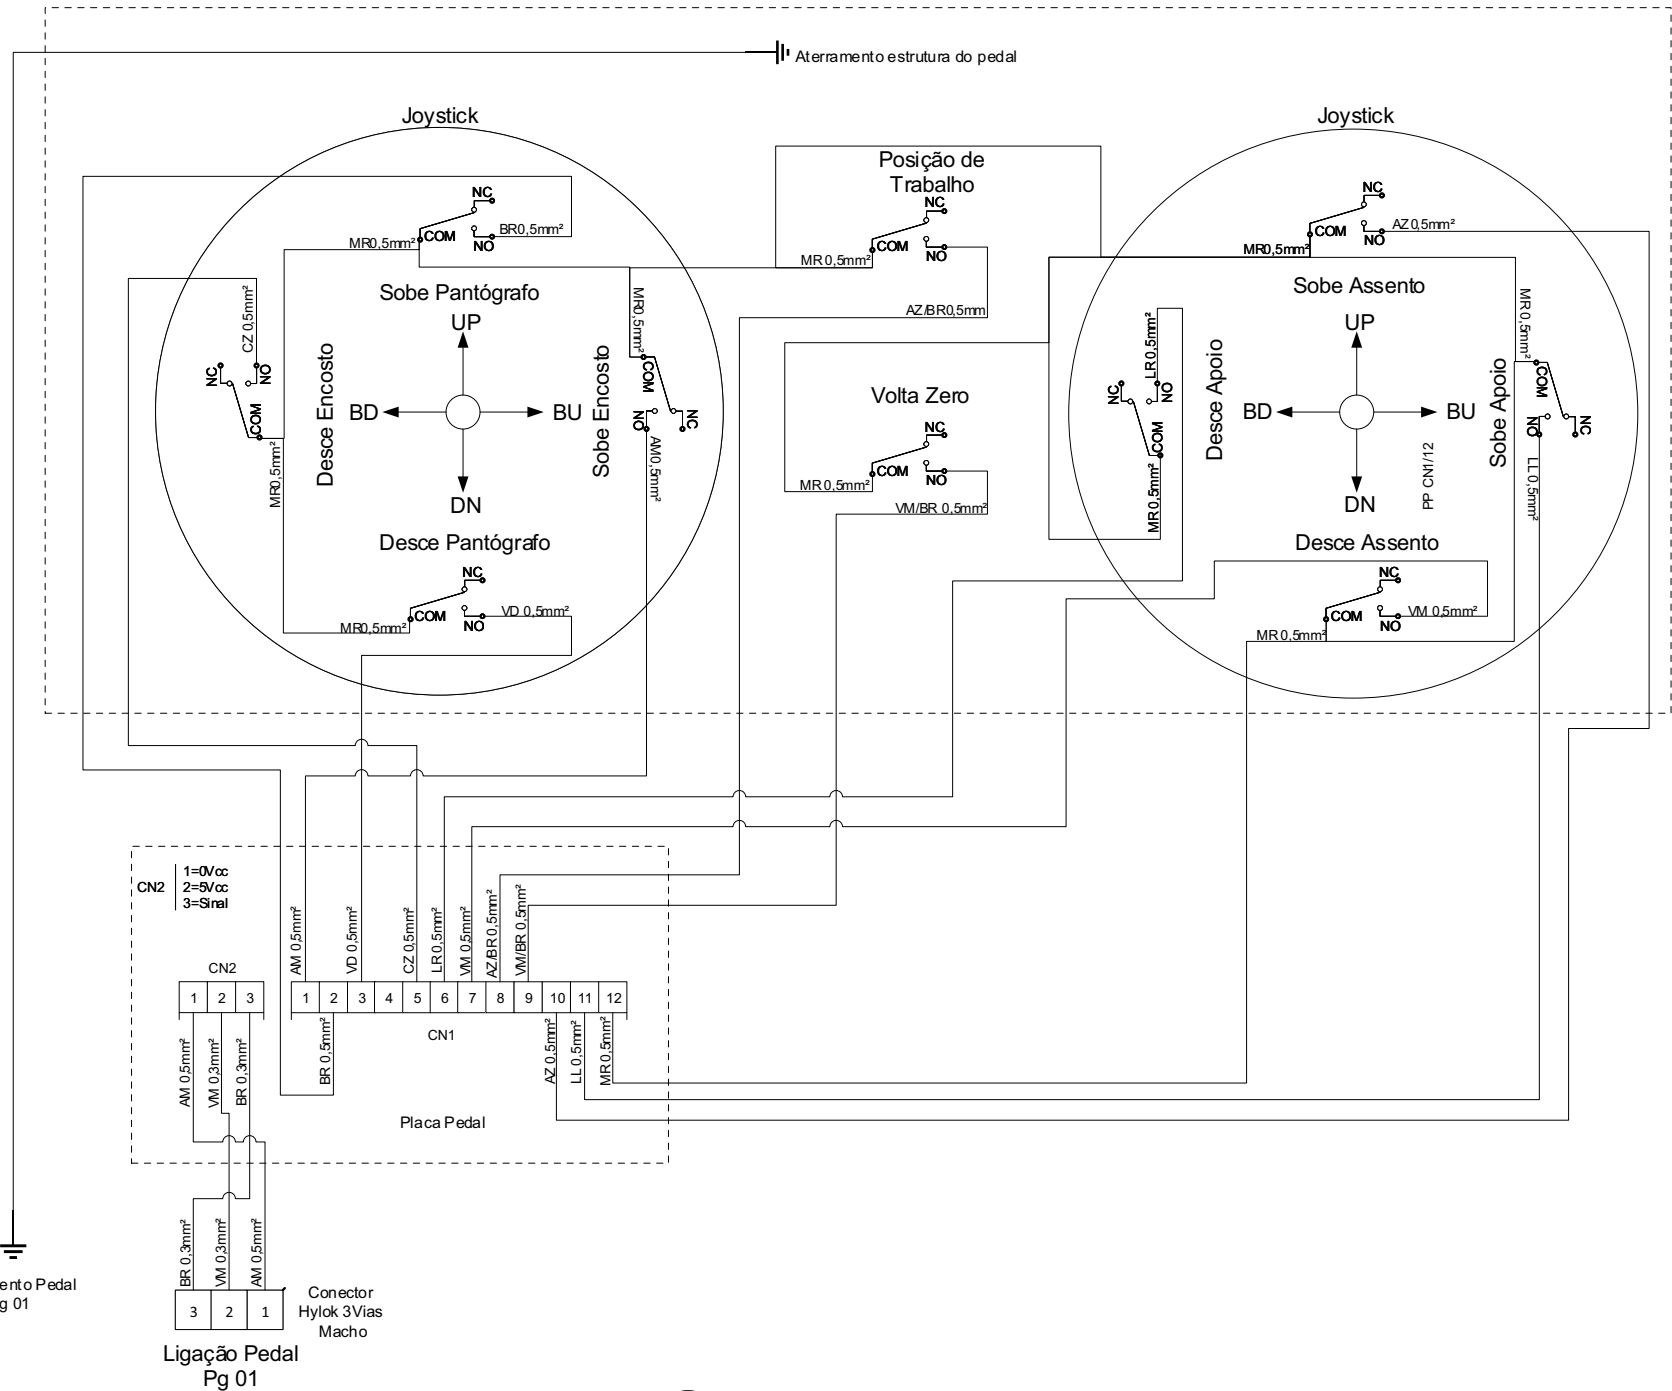 Aterramento estrutura do pedal
Joystick
Joystick
Posição de
Trabalho
NC
COM
NO
MR0,5mm²
BR0,5mm²
NC
COM
NO
MR 0,5mm²
AZ/BR0,5mm
NC
COM
NO
MR0,5mm²
AZ 0,5mm²
CZ 0,5mm²
NC
NO
COM
MR0,5mm²
Sobe Pantógrafo
UP
Desce Encosto
BD
BU
Sobe Encosto
DN
Desce Pantógrafo
MR0,5mm²
COM
NO
NC
AM0,5mm²
NC
COM
NO
MR0,5mm²
VD 0,5mm²
Volta Zero
NC
COM
NO
MR 0,5mm²
VM/BR 0,5mm²
LR0,5mm²
NC
NO
COM
MR 0,5mm²
Sobe Assento
UP
Desce Apoio
BD
BU
Sobe Apoio
DN
PP CN1/12
Desce Assento
MR 0,5mm²
COM
NO
NC
LL 0,5mm²
NC
COM
NO
MR 0,5mm²
VM 0,5mm²
CN2
1=0Vcc
2=5Vcc
3=Sinal
AM 0,5mm²
VD 0,5mm²
CZ 0,5mm²
LR 0,5mm²
VM 0,5mm²
AZ/BR 0,5mm²
VM/BR 0,5mm²
CN2
1 2 3
1 2 3 4 5 6 7 8 9 10 11 12
CN1
AM 0,5mm²
VM 0,3mm²
BR 0,3mm²
BR 0,5mm²
AZ 0,5mm²
LL 0,5mm²
MR 0,5mm²
Placa Pedal
BR 0,3mm²
VM 0,3mm²
AM 0,5mm²
3 2 1
Conector
Hylok 3Vias
Macho
ento Pedal
g 01
Ligação Pedal
Pg 01